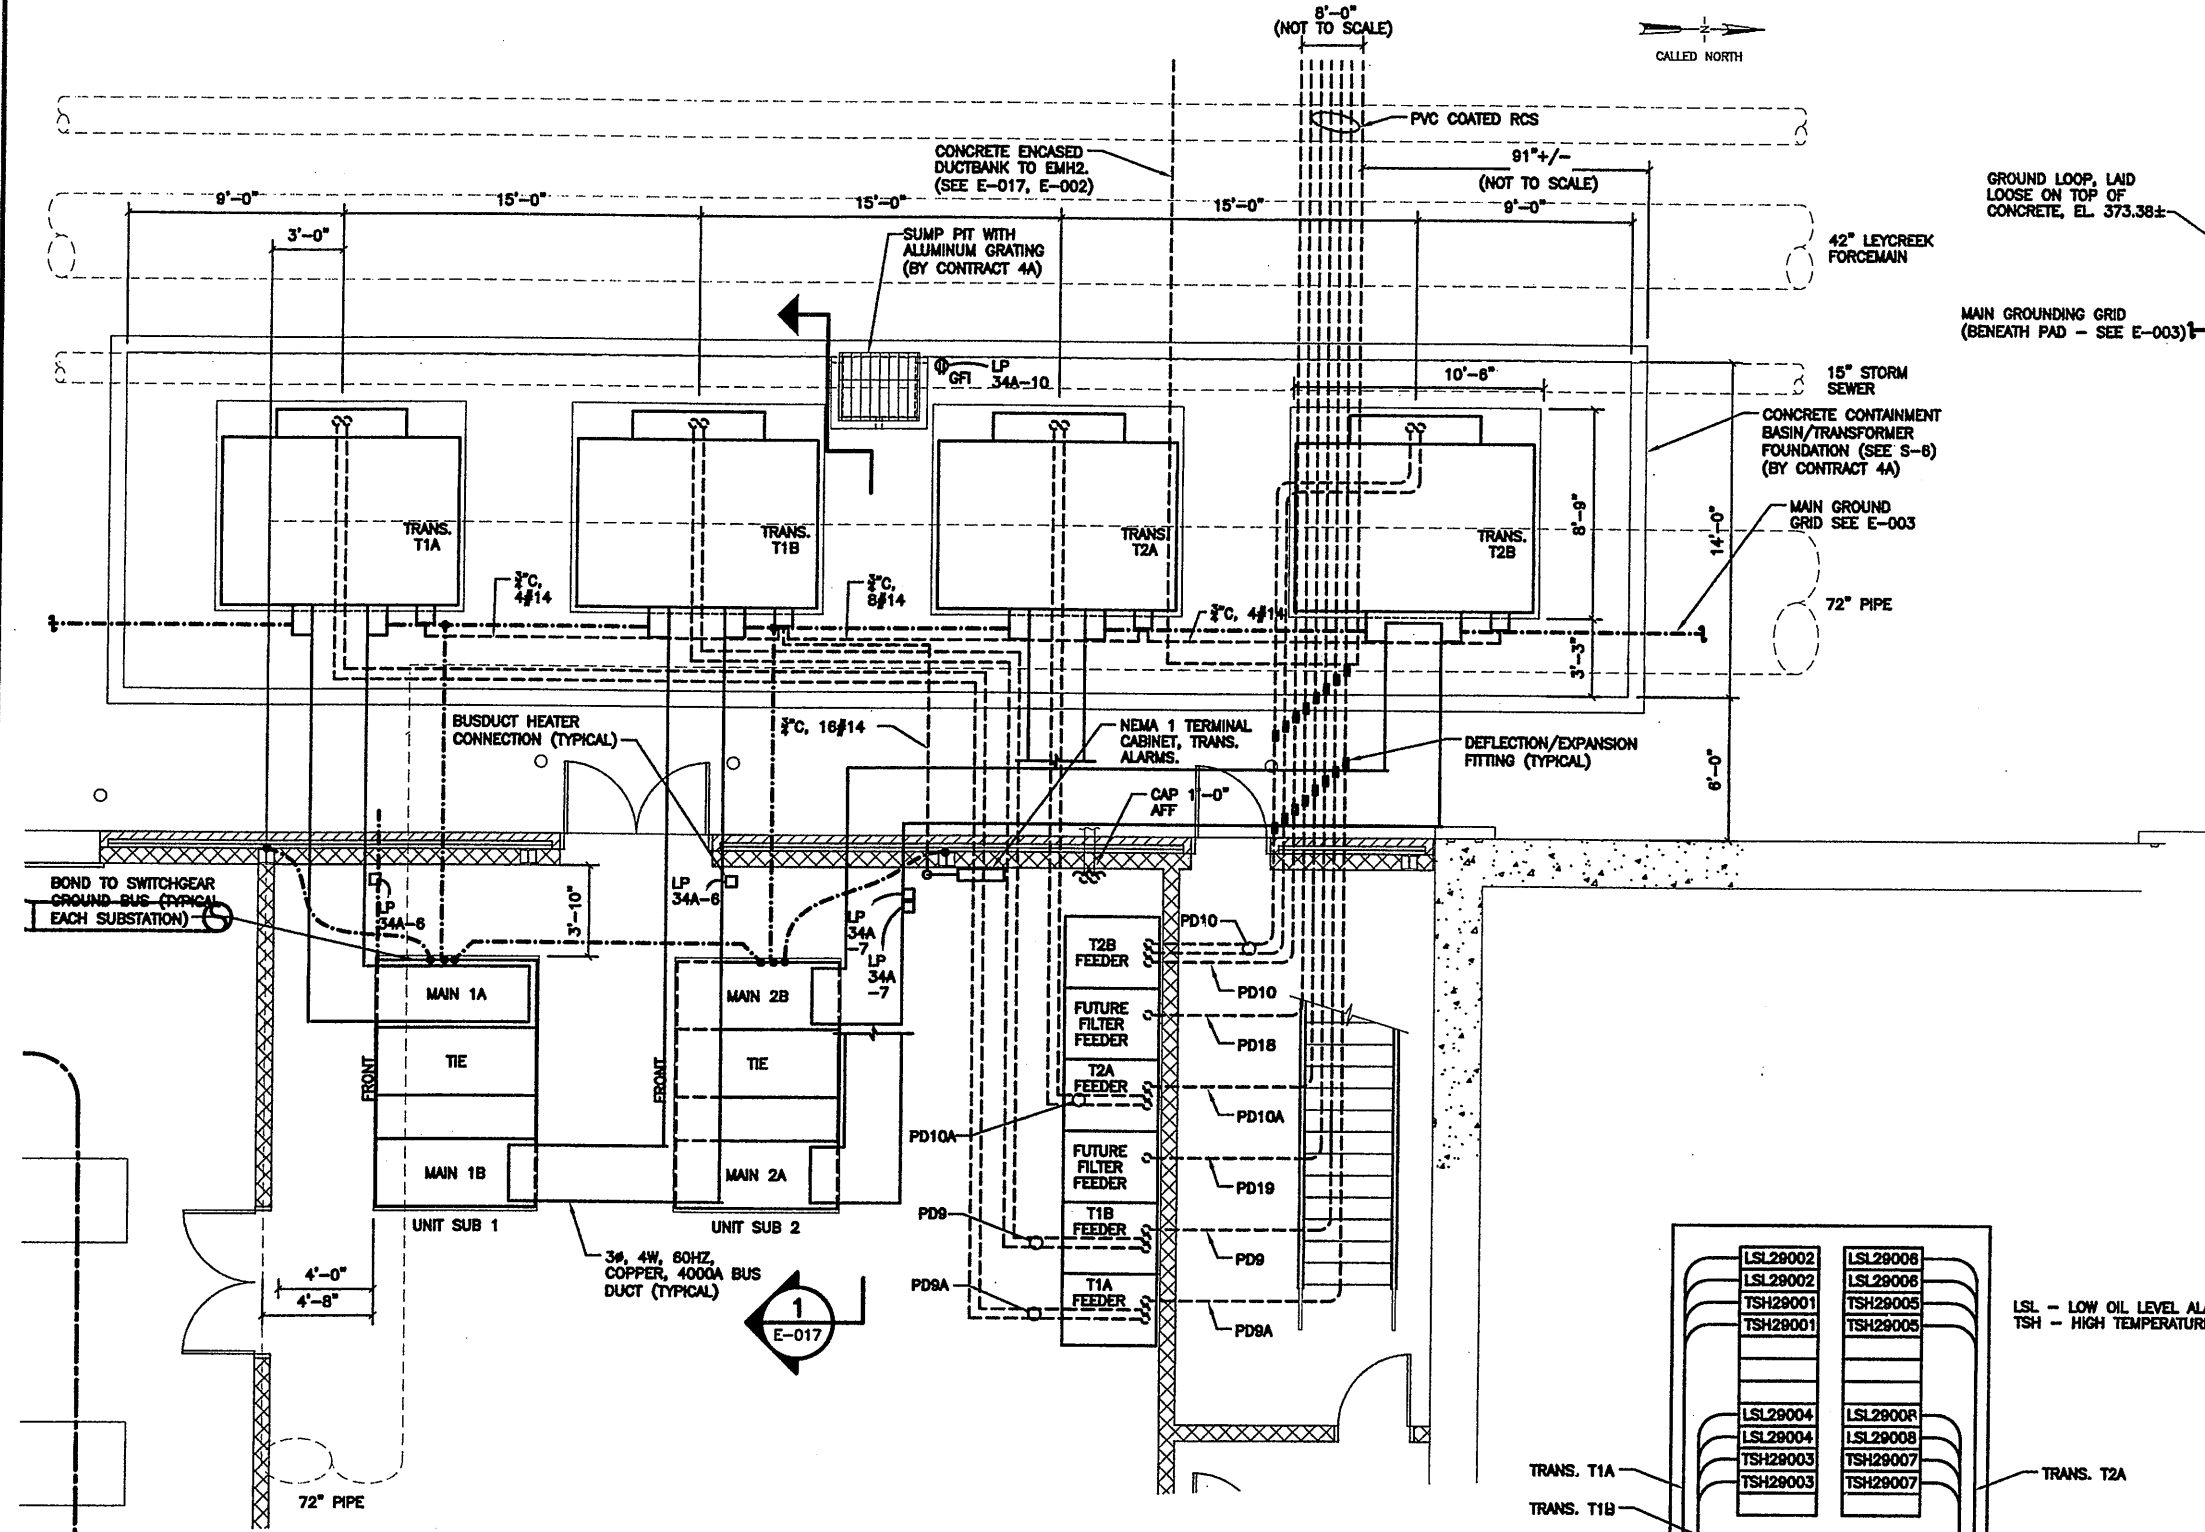 8'-0"
(NOT TO SCALE)
CALLED NORTH
N
PVC COATED RCS
CONCRETE ENCASED
DUCTBANK TO EMH2.
(SEE E-017, E-002)
91"+/-
(NOT TO SCALE)
GROUND LOOP, LAID
LOOSE ON TOP OF
CONCRETE, EL. 373.38±
9'-0"
15'-0"
15'-0"
15'-0"
9'-0"
3'-0"
SUMP PIT WITH
ALUMINUM GRATING
(BY CONTRACT 4A)
42" LEYCREEK
FORCEMAIN
MAIN GROUNDING GRID
(BENEATH PAD - SEE E-003)
GFI
LP
34A-10
10'-6"
15" STORM
SEWER
CONCRETE CONTAINMENT
BASIN/TRANSFORMER
FOUNDATION (SEE S-6)
(BY CONTRACT 4A)
TRANS.
T1A
TRANS.
T1B
TRANS.
T2A
TRANS.
T2B
8'-9"
14'-0"
MAIN GROUND
GRID SEE E-003
¾"C,
4#14
¾"C,
8#14
¾"C, 4#14
72" PIPE
3'-3"
BUSDUCT HEATER
CONNECTION (TYPICAL)
¾"C, 16#14
NEMA 1 TERMINAL
CABINET, TRANS.
ALARMS.
DEFLECTION/EXPANSION
FITTING (TYPICAL)
6'-0"
CAP 1'-0"
AFF
BOND TO SWITCHGEAR
GROUND BUS (TYPICAL
EACH SUBSTATION)
LP
34A-6
3'-10"
LP
34A-6
LP
34A
-7
LP
34A
-7
MAIN 1A
TIE
MAIN 1B
FRONT
UNIT SUB 1
MAIN 2B
TIE
MAIN 2A
FRONT
UNIT SUB 2
T2B
FEEDER
FUTURE
FILTER
FEEDER
T2A
FEEDER
FUTURE
FILTER
FEEDER
T1B
FEEDER
T1A
FEEDER
PD10
PD10
PD18
PD10A
PD10A
PD19
PD9
PD9
PD9A
PD9A
3ø, 4W, 60HZ,
COPPER, 4000A BUS
DUCT (TYPICAL)
4'-0"
4'-8"
1
E-017
72" PIPE
LSL29002
LSL29002
TSH29001
TSH29001
LSL29004
LSL29004
TSH29003
TSH29003
LSL29006
LSL29006
TSH29005
TSH29005
LSL29008
LSL29008
TSH29007
TSH29007
LSL - LOW OIL LEVEL
TSH - HIGH TEMPERATURE
TRANS. T1A
TRANS. T1B
TRANS. T2A